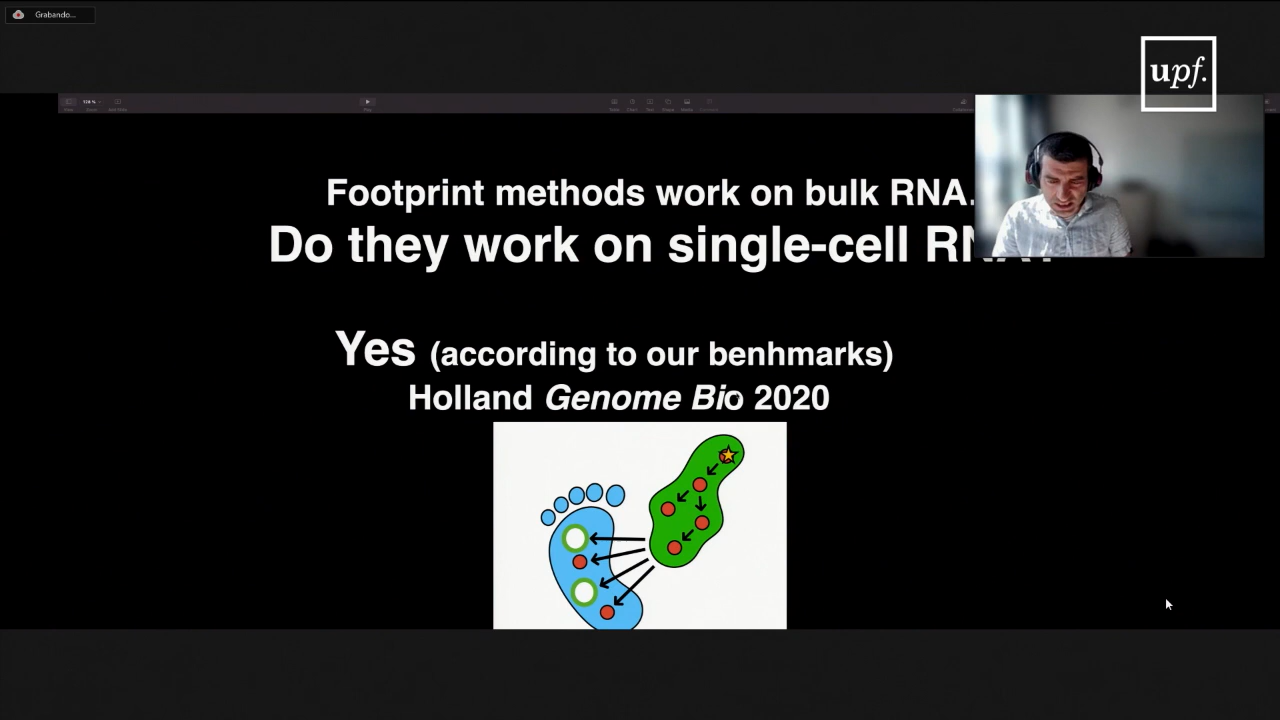 Grabando...
upf.
Footprint methods work on bulk RNA.
Do they work on single-cell
Yes (according to our benhmarks)
Holland Genome Bio 2020